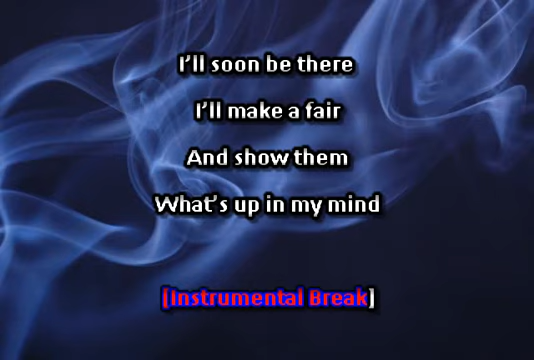 I'll soon be there
I'll make a fair
And show them
What's up in my mind
[Instrumental Break]